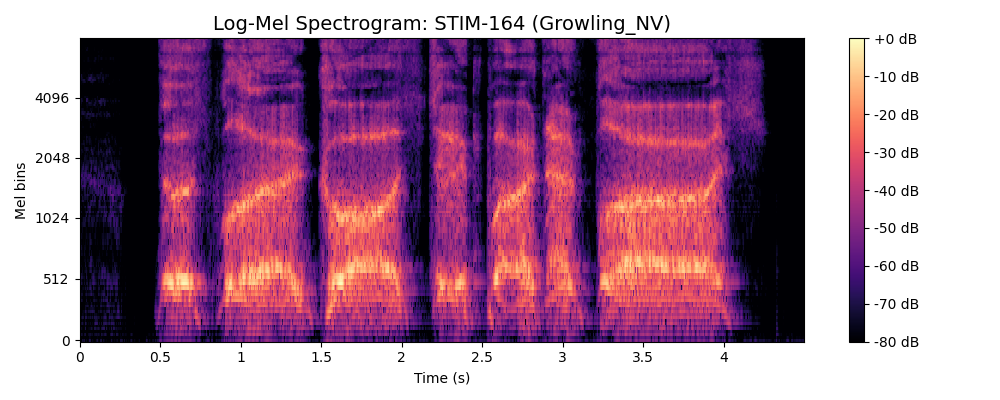 Log-Mel Spectrogram: STIM-164 (Growling_NV)
Mel bins
4096
2048
1024
512
0
0 0.5 1 1.5 2 2.5 3 3.5 4
Time (s)
+0 dB
-10 dB
-20 dB
-30 dB
-40 dB
-50 dB
-60 dB
-70 dB
-80 dB